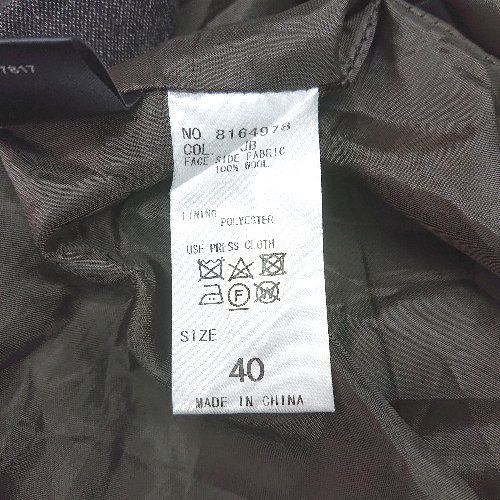 7817
NO 8164978
COL JB
FACE SIDE FABRIC
100% WOOL
LINING
POLYESTER
USE PRESS CLOTH
F
W
SIZE
40
MADE IN CHINA